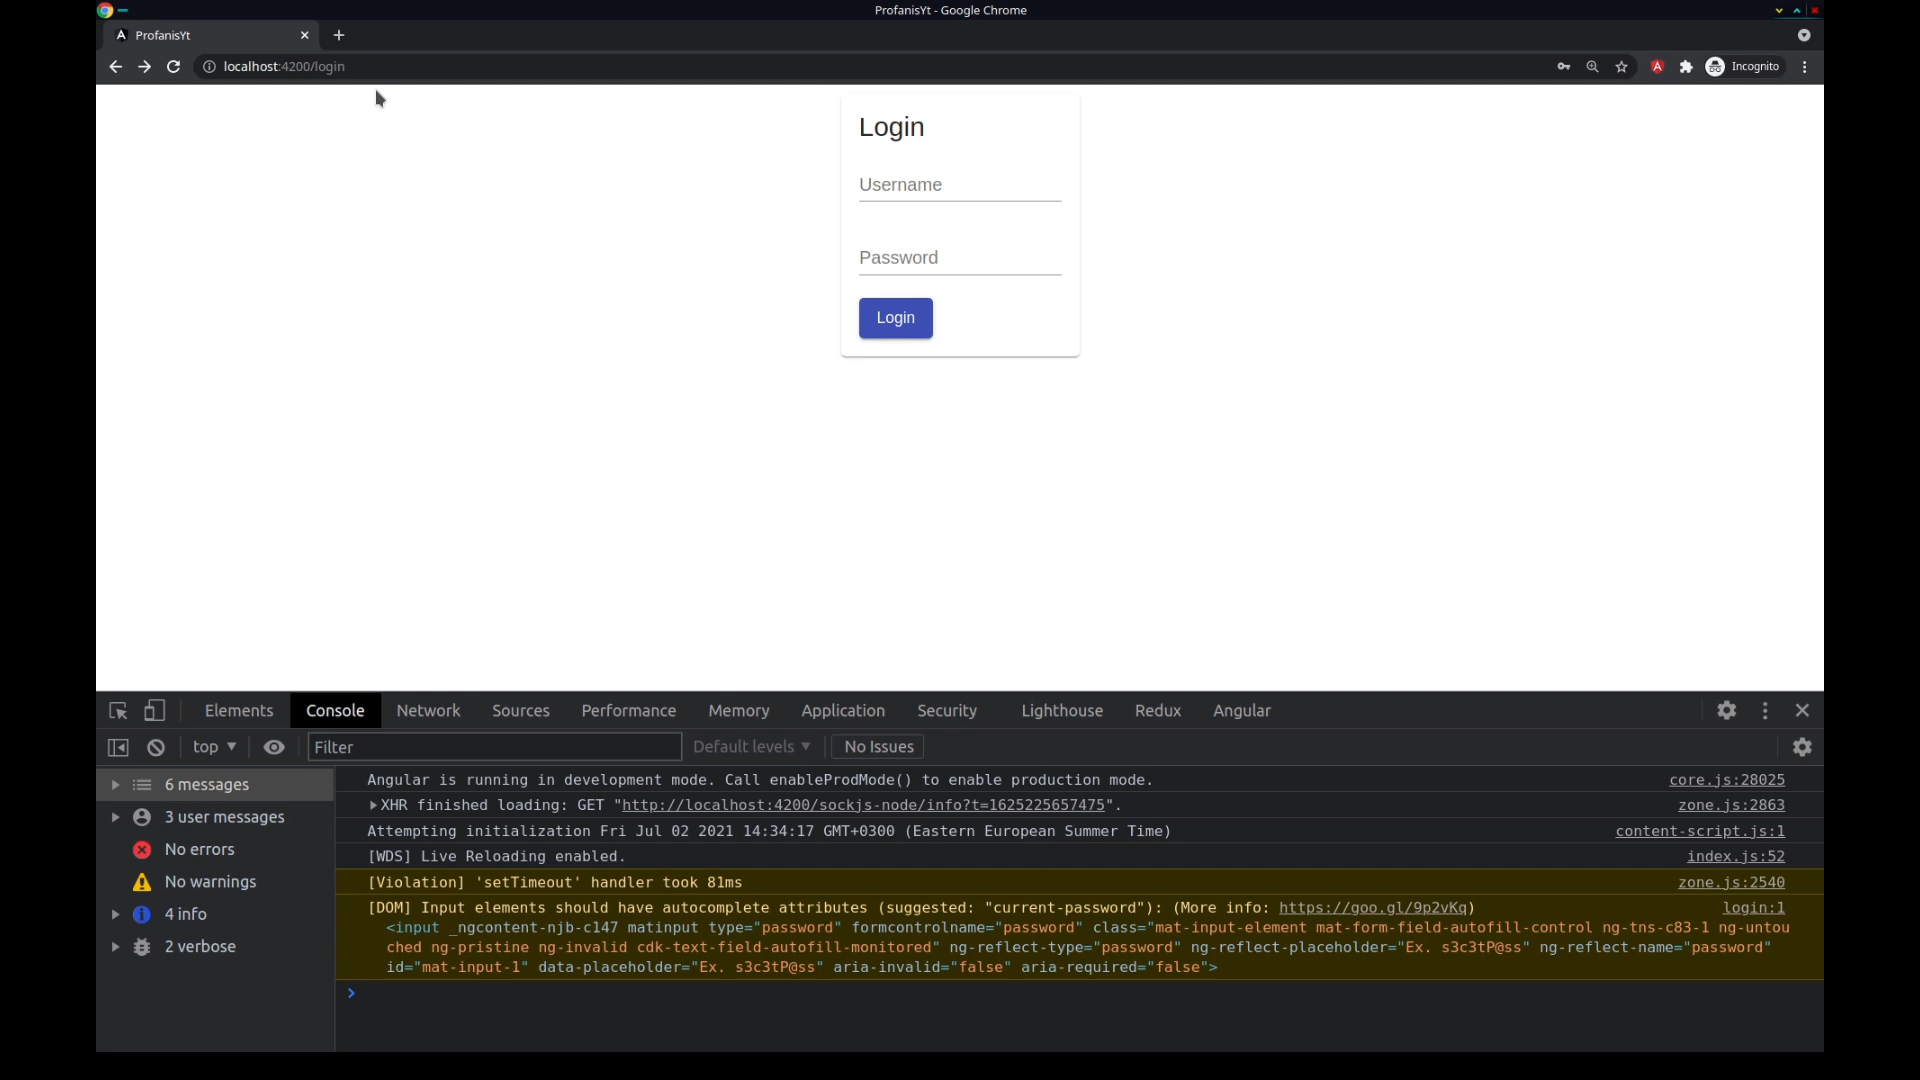 ProfanisYt - Google Chrome
ProfanisYt
localhost:4200/login
Incognito
Login
Username
Password
Login
Elements Console Network Sources Performance Memory Application Security Lighthouse Redux Angular
top Filter Default levels No Issues
6 messages
3 user messages
No errors
No warnings
4 info
2 verbose
Angular is running in development mode. Call enableProdMode() to enable production mode. core.js:28025
XHR finished loading: GET "http://localhost:4200/sockjs-node/info?t=1625225657475". zone.js:2863
Attempting initialization Fri Jul 02 2021 14:34:17 GMT+0300 (Eastern European Summer Time) content-script.js:1
[WDS] Live Reloading enabled. index.js:52
[Violation] 'setTimeout' handler took 81ms zone.js:2540
[DOM] Input elements should have autocomplete attributes (suggested: "current-password"): (More info: https://goo.gl/9p2vKq) login:1
<input _ngcontent-njb-c147 matinput type="password" formcontrolname="password" class="mat-input-element mat-form-field-autofill-control ng-tns-c83-1 ng-untou
ched ng-pristine ng-invalid cdk-text-field-autofill-monitored" ng-reflect-type="password" ng-reflect-placeholder="Ex. s3c3tP@ss" ng-reflect-name="password"
id="mat-input-1" data-placeholder="Ex. s3c3tP@ss" aria-invalid="false" aria-required="false">